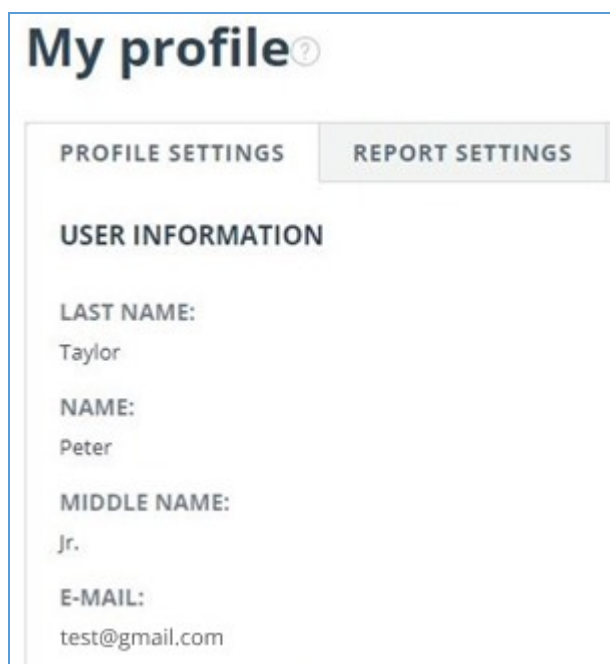 My profile ?
PROFILE SETTINGS REPORT SETTINGS
USER INFORMATION
LAST NAME:
Taylor
NAME:
Peter
MIDDLE NAME:
Jr.
E-MAIL:
test@gmail.com